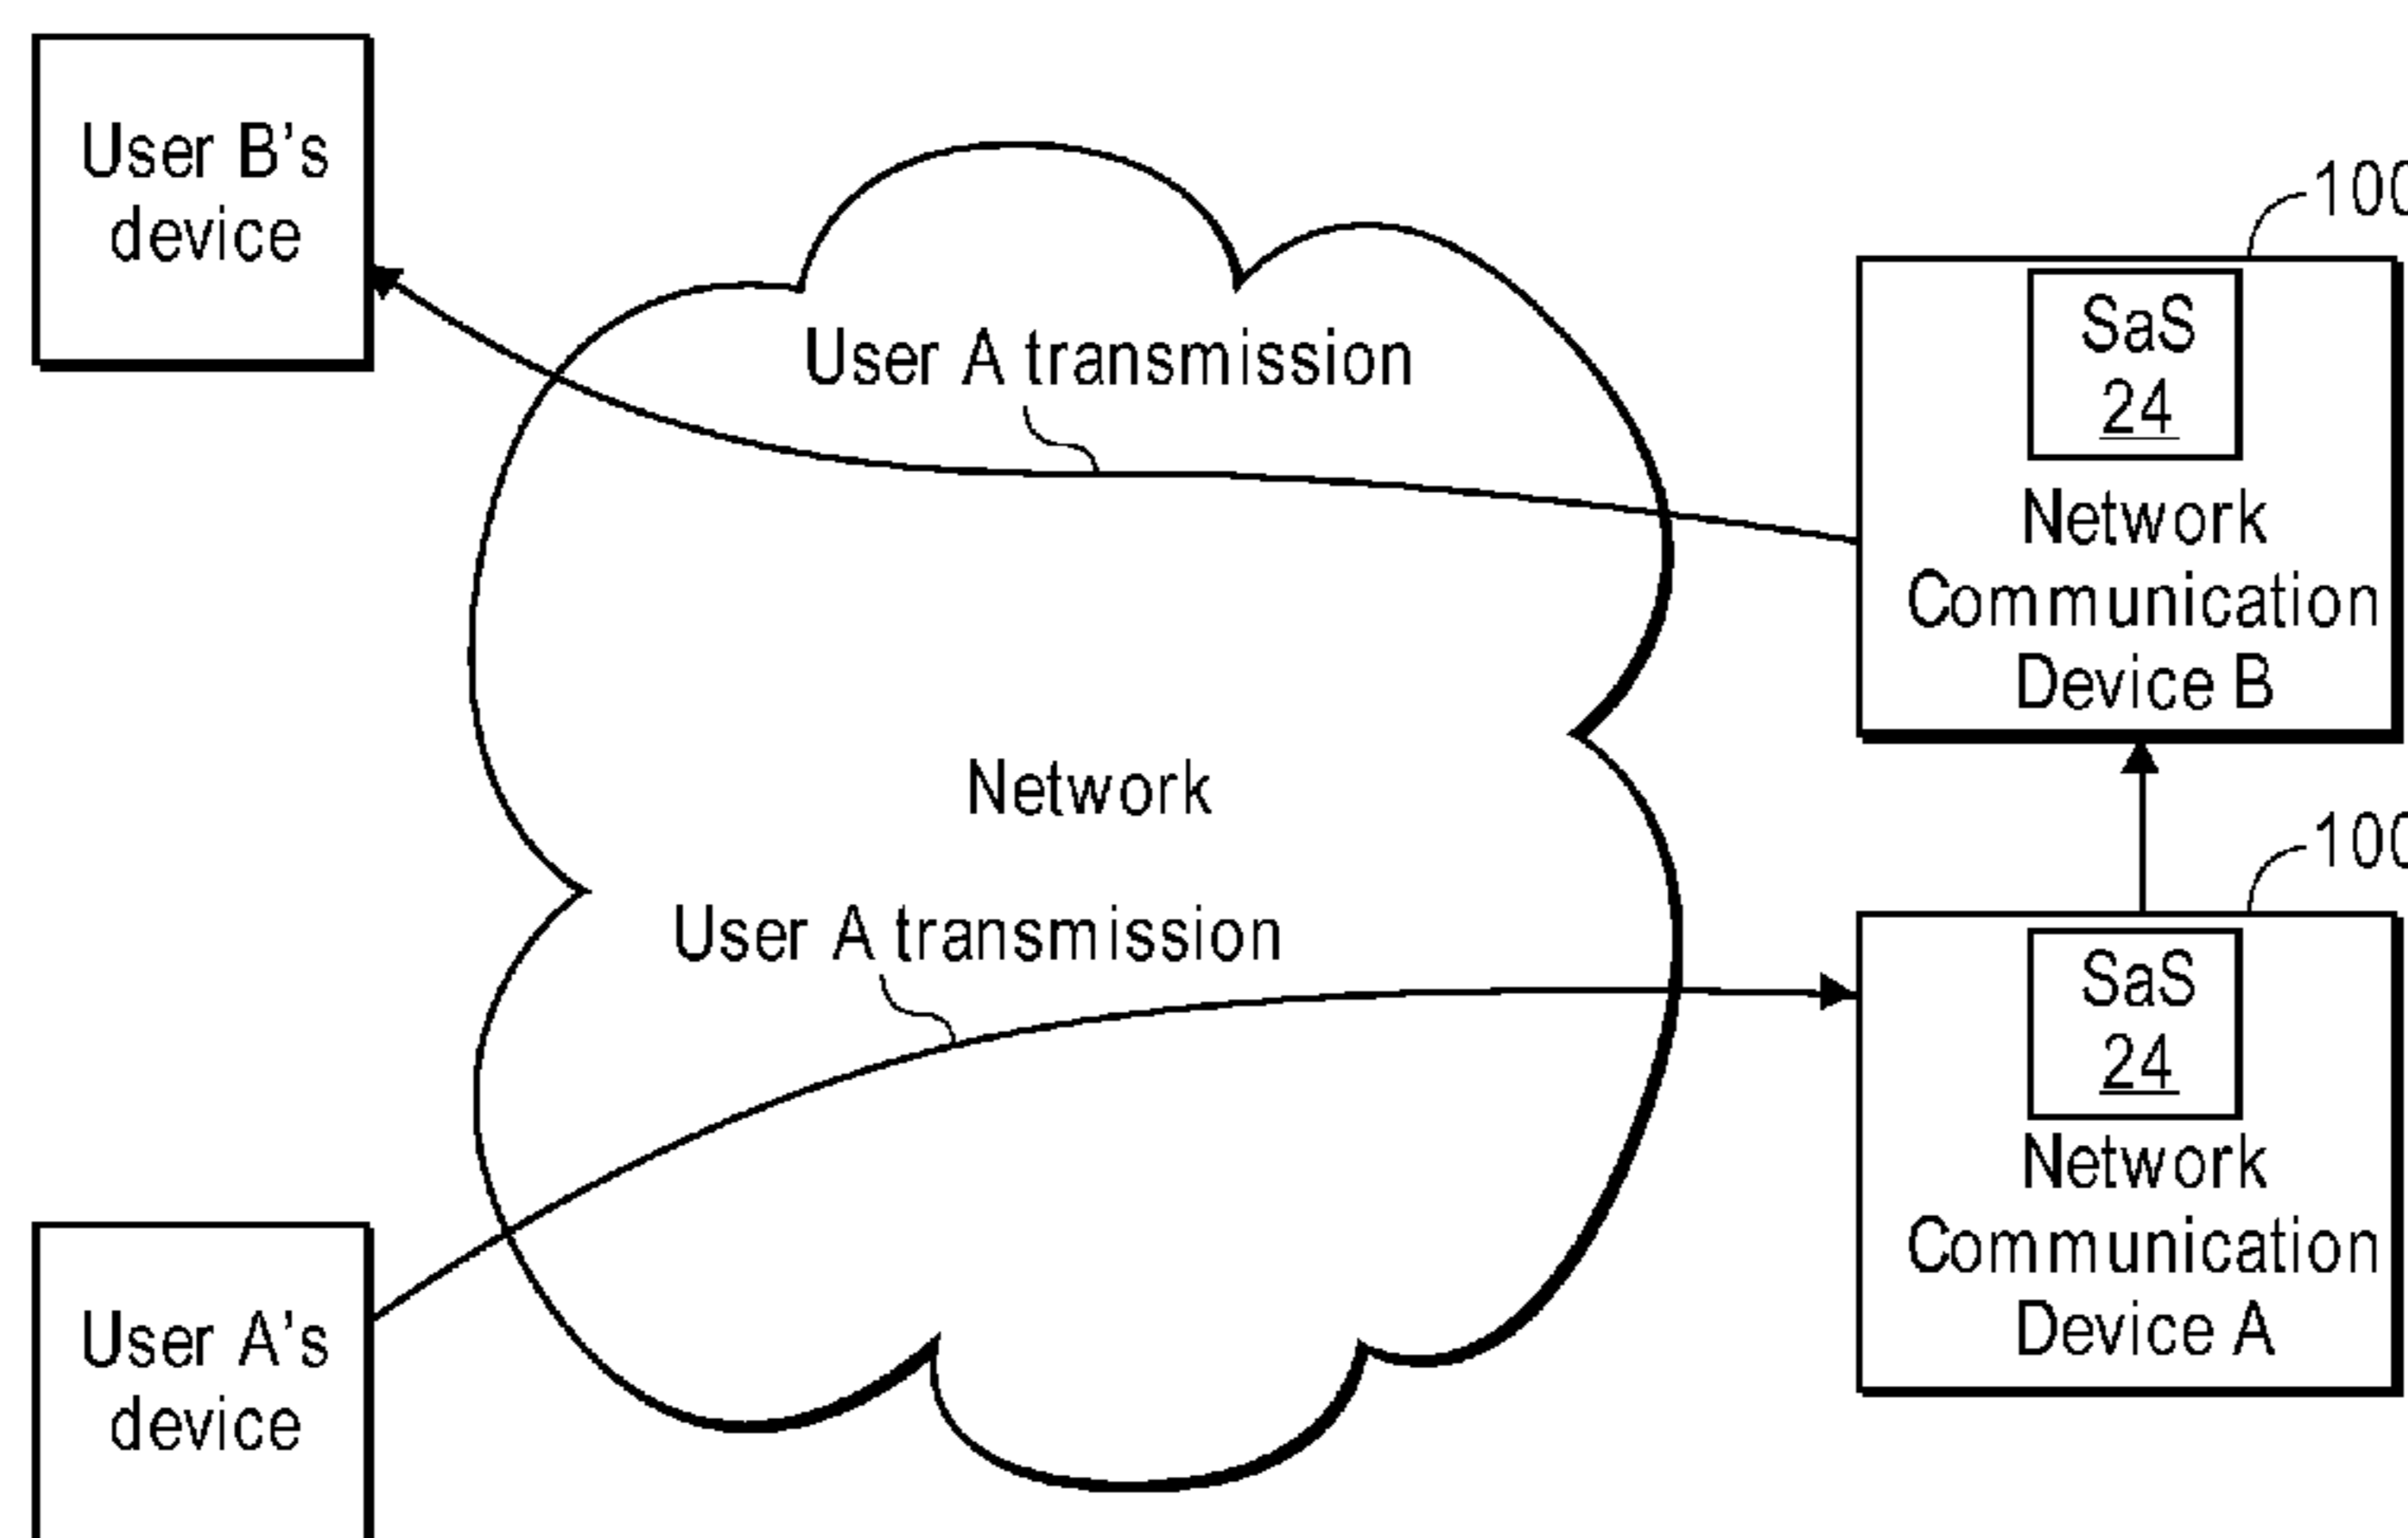 User B's
device
User A transmission
100
SaS
24
Network
Communication
Device B
Network
100
User A transmission
SaS
24
Network
Communication
Device A
User A's
device